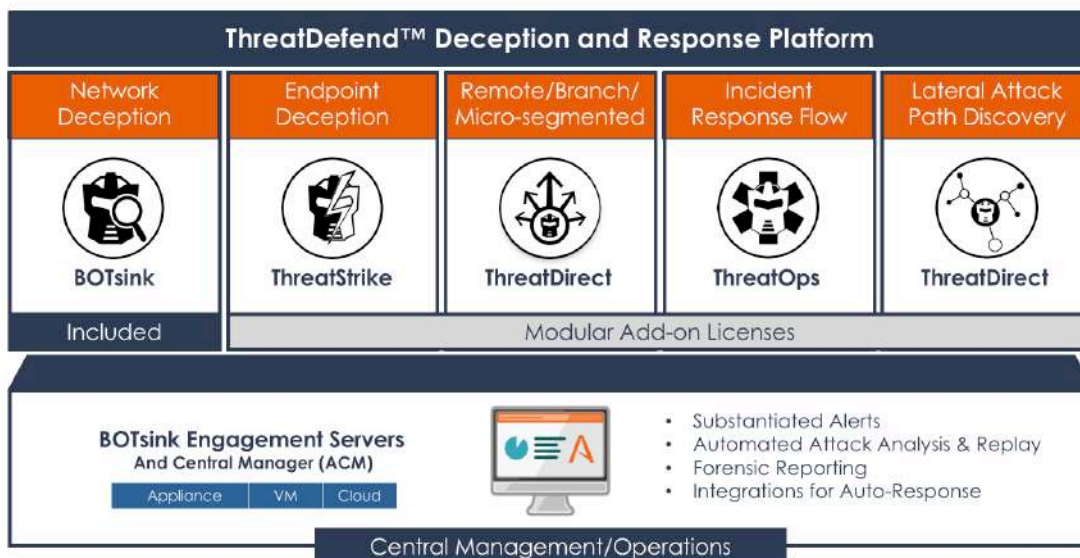 ThreatDefend™ Deception and Response Platform
Network
Deception
Endpoint
Deception
Remote/Branch/
Micro-segmented
Incident
Response Flow
Lateral Attack
Path Discovery
BOTsink
ThreatStrike
ThreatDirect
ThreatOps
ThreatDirect
Included
Modular Add-on Licenses
BOTsink Engagement Servers
And Central Manager (ACM)
Appliance
VM
Cloud
• Substantiated Alerts
• Automated Attack Analysis & Replay
• Forensic Reporting
• Integrations for Auto-Response
Central Management/Operations